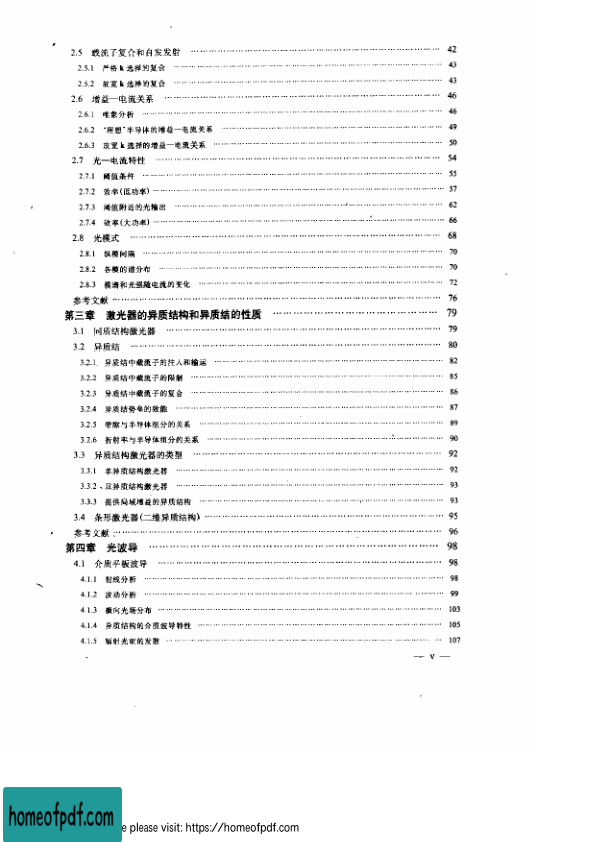 2.5 载流子复合和自发发射 42
2.5.1 严格 k 选择的复合 43
2.5.2 放宽 k 选择的复合 43
2.6 增益—电流关系 46
2.6.1 唯象分析 46
2.6.2 “理想”半导体的增益—电流关系 49
2.6.3 放宽 k 选择的增益—电流关系 50
2.7 光—电流特性 54
2.7.1 阈值条件 55
2.7.2 效率(低功率) 57
2.7.3 阈值附近的光输出 62
2.7.4 效率(大功率) 66
2.8 光模式 68
2.8.1 纵模间隔 70
2.8.2 各模的谱分布 70
2.8.3 模谱和光强随电流的变化 72
参考文献 76
第三章 激光器的异质结构和异质结的性质 79
3.1 同质结构激光器 79
3.2 异质结 80
3.2.1. 异质结中载流子的注入和输运 82
3.2.2 异质结中载流子的限制 85
3.2.3 异质结中载流子的复合 86
3.2.4 异质结势垒的效能 87
3.2.5 带隙与半导体组分的关系 89
3.2.6 折射率与半导体组分的关系 90
3.3 异质结构激光器的类型 92
3.3.1 单异质结构激光器 92
3.3.2、双异质结构激光器 93
3.3.3 提供局域增益的异质结构 93
3.4 条形激光器(二维异质结构) 95
参考文献 96
第四章 光波导 98
4.1 介质平板波导 98
4.1.1 射线分析 98
4.1.2 波动分析 99
4 1.3 横向光场分布 103
4.1.4 异质结构的介质波导特性 105
4.1.5 辐射光束的发散 107
— v —
homeofpdf.com
e please visit: https://homeofpdf.com